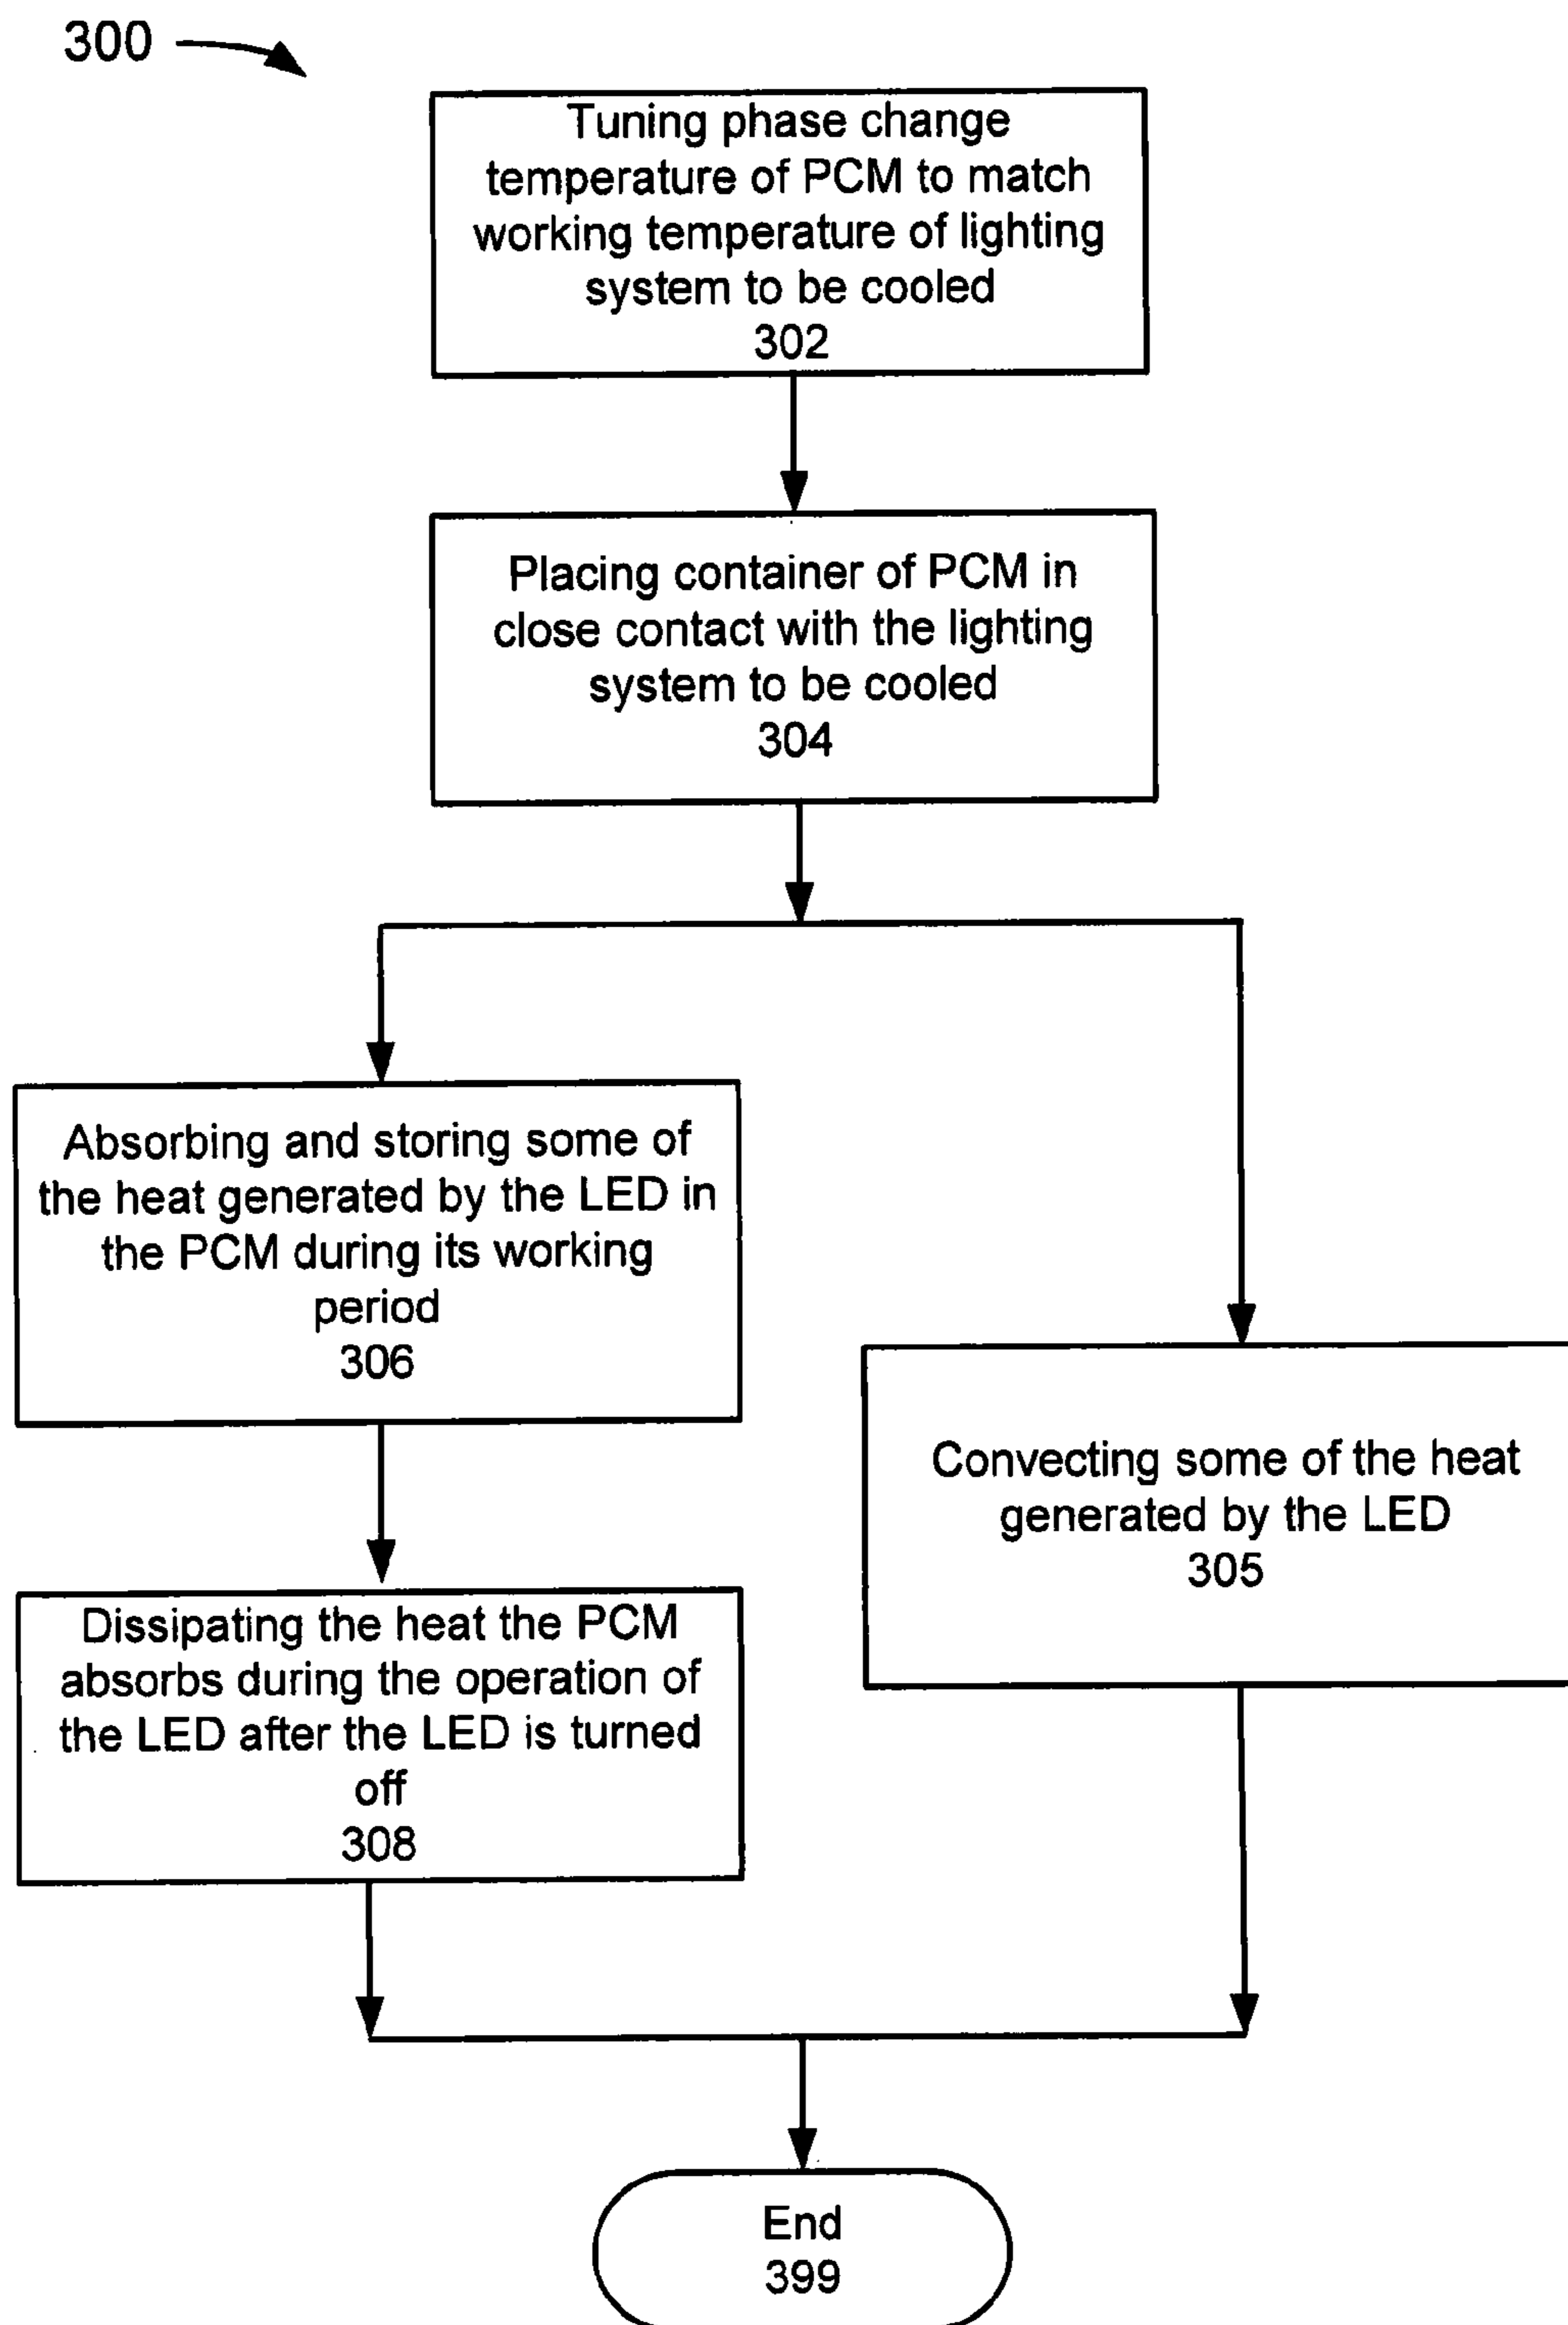 300
Tuning phase change
temperature of PCM to match
working temperature of lighting
system to be cooled
302
Placing container of PCM in
close contact with the lighting
system to be cooled
304
Absorbing and storing some of
the heat generated by the LED in
the PCM during its working
period
306
Convecting some of the heat
generated by the LED
305
Dissipating the heat the PCM
absorbs during the operation of
the LED after the LED is turned
off
308
End
399